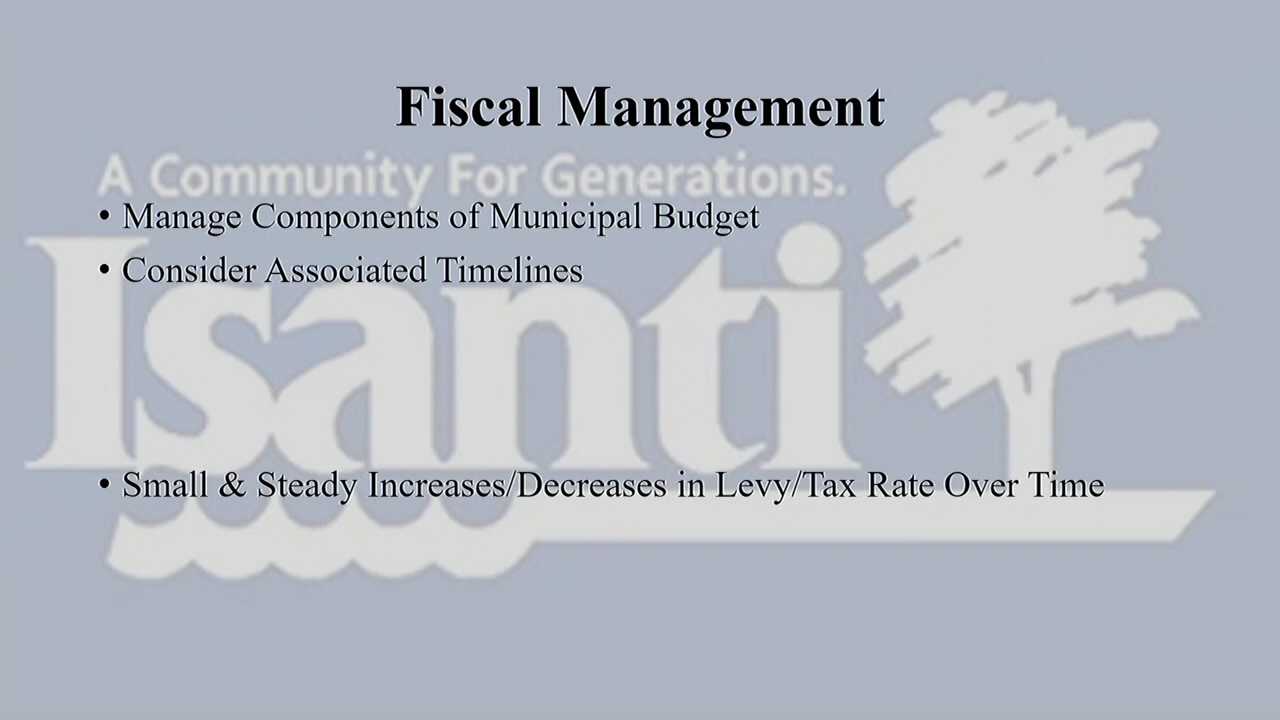 Fiscal Management
A Community For Generations.
• Manage Components of Municipal Budget
• Consider Associated Timelines
Isanti
• Small & Steady Increases/Decreases in Levy/Tax Rate Over Time